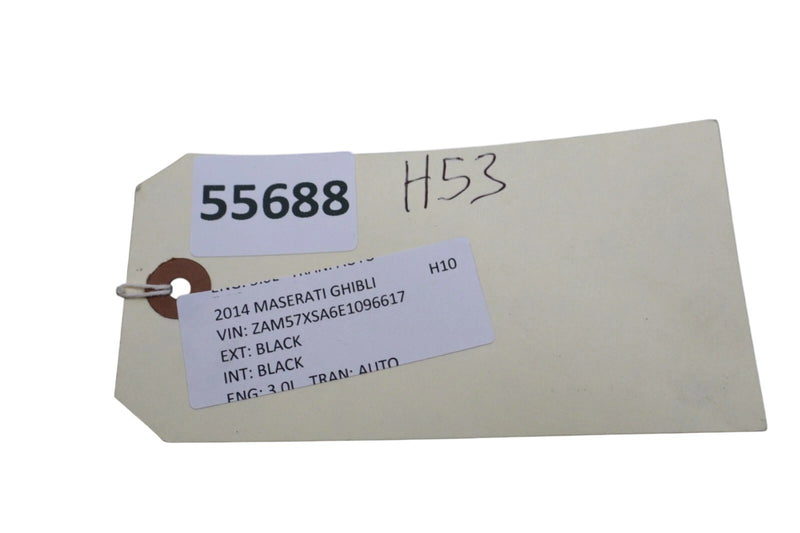 55688
H53
H10
2014 MASERATI GHIBLI
VIN: ZAM57XSA6E1096617
EXT: BLACK
INT: BLACK
ENG: 3.0L TRAN: AUTO